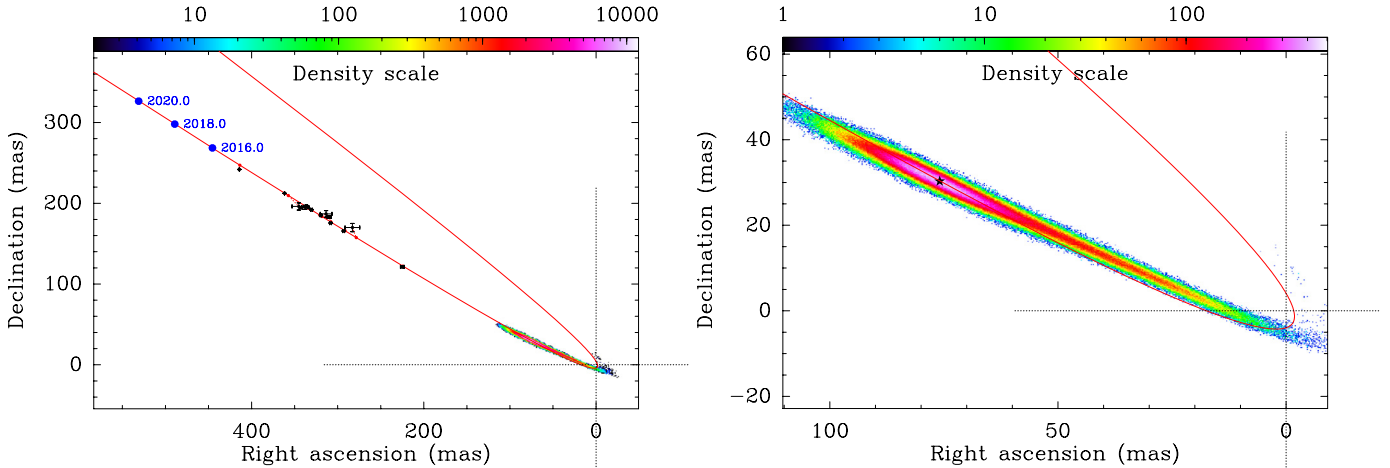 10 100 1000 10000
Density scale
Declination (mas)
300
200
100
0
2020.0
2018.0
2016.0
400 200 0
Right ascension (mas)
1 10 100
Density scale
Declination (mas)
60
40
20
0
−20
100 50 0
Right ascension (mas)